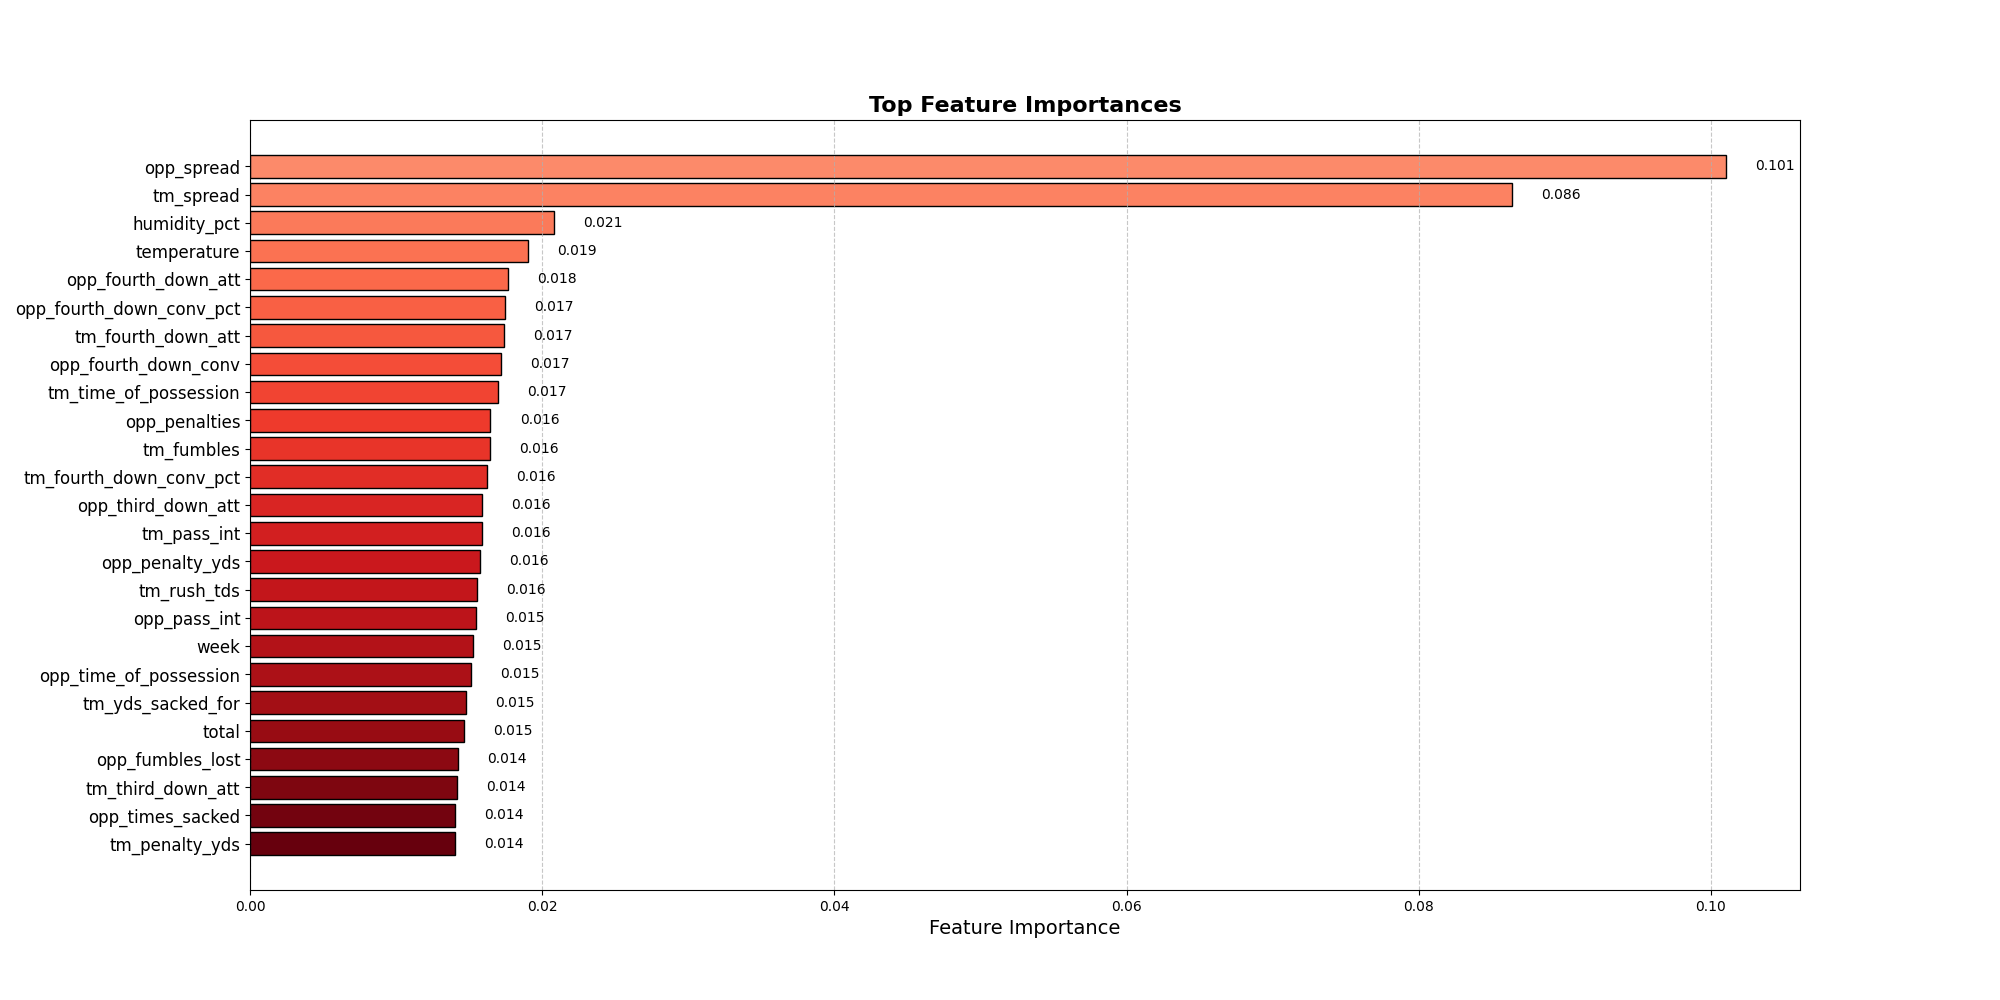 Top Feature Importances
opp_spread 0.101
tm_spread 0.086
humidity_pct 0.021
temperature 0.019
opp_fourth_down_att 0.018
opp_fourth_down_conv_pct 0.017
tm_fourth_down_att 0.017
opp_fourth_down_conv 0.017
tm_time_of_possession 0.017
opp_penalties 0.016
tm_fumbles 0.016
tm_fourth_down_conv_pct 0.016
opp_third_down_att 0.016
tm_pass_int 0.016
opp_penalty_yds 0.016
tm_rush_tds 0.016
opp_pass_int 0.015
week 0.015
opp_time_of_possession 0.015
tm_yds_sacked_for 0.015
total 0.015
opp_fumbles_lost 0.014
tm_third_down_att 0.014
opp_times_sacked 0.014
tm_penalty_yds 0.014
0.00 0.02 0.04 0.06 0.08 0.10
Feature Importance